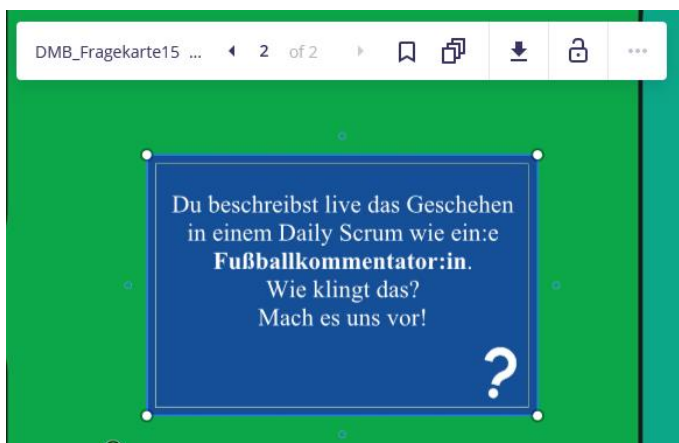 DMB_Fragekarte15 ... 2 of 2
Du beschreibst live das Geschehen
in einem Daily Scrum wie ein:e
Fußballkommentator:in.
Wie klingt das?
Mach es uns vor!
?